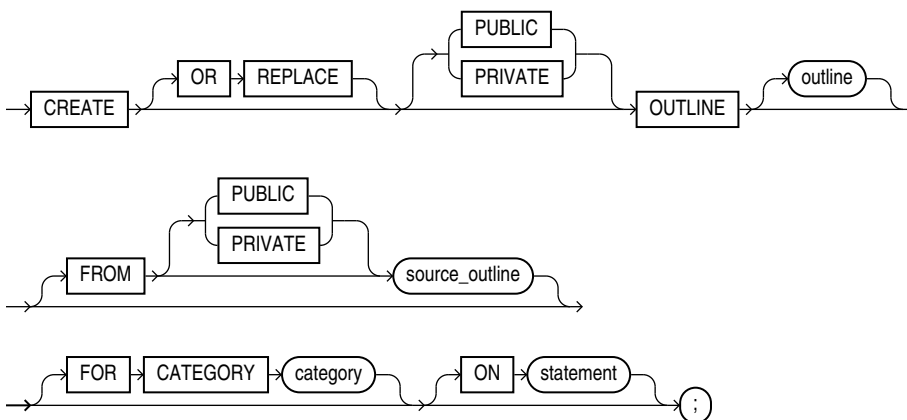 PUBLIC
OR REPLACE PRIVATE outline
CREATE OUTLINE
PUBLIC
FROM PRIVATE source_outline
FOR CATEGORY category ON statement
;